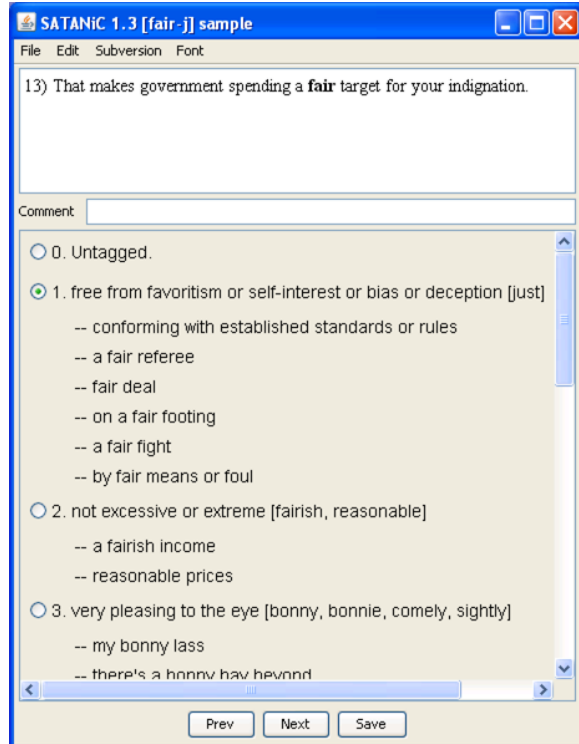 SATANiC 1.3 [fair-j] sample
File Edit Subversion Font
13) That makes government spending a fair target for your indignation.
Comment
0. Untagged.
1. free from favoritism or self-interest or bias or deception [just]
-- conforming with established standards or rules
-- a fair referee
-- fair deal
-- on a fair footing
-- a fair fight
-- by fair means or foul
2. not excessive or extreme [fairish, reasonable]
-- a fairish income
-- reasonable prices
3. very pleasing to the eye [bonny, bonnie, comely, sightly]
-- my bonny lass
-- there's a bonny bay beyond
Prev Next Save